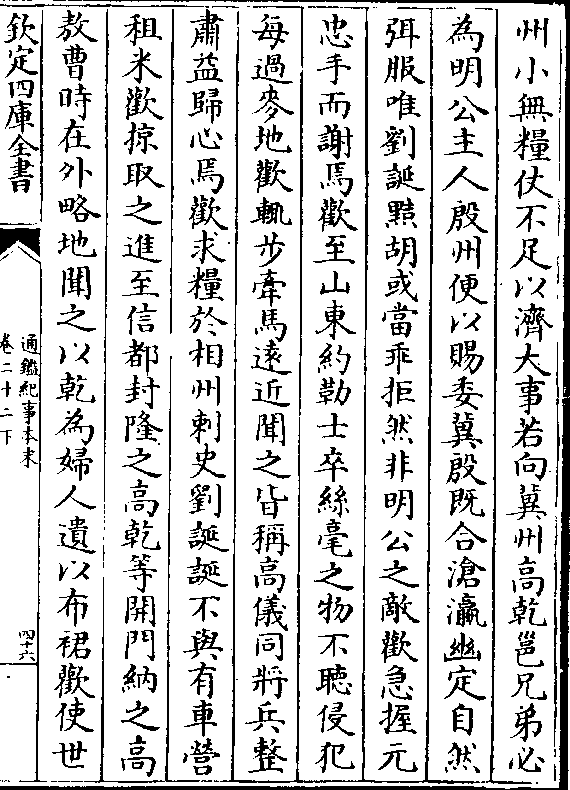 州小無糧仗不足以濟大事若向冀州高乾邕兄弟必
為明公主人殷州便以賜委冀殷既合滄瀛幽定自然
弭服唯劉誕黠胡或當乖拒然非明公之敵歡急握元
忠手而謝焉歡至山東約勒士卒絲毫之物不聽侵犯
每過麥地歡輒步牽馬遠近聞之皆稱高儀同將兵整
肅益歸心焉歡求糧於相州刺史劉誕誕不與有車營
租米歡掠取之進至信都封隆之高乾等開門納之高
敖曹時在外略地聞之以乾為婦人遺以布裙歡使世
欽定四庫全書
通鑑紀事本末
卷二十二下
四十六